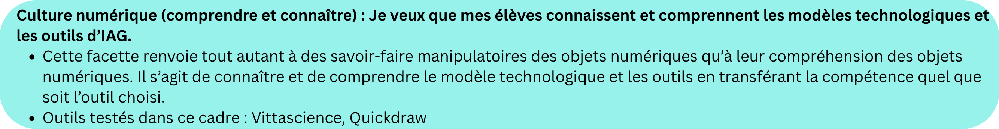 Culture numérique (comprendre et connaître) : Je veux que mes élèves connaissent et comprennent les modèles technologiques et
les outils d’IAG.
• Cette facette renvoie tout autant à des savoir-faire manipulatoires des objets numériques qu’à leur compréhension des objets
numériques. Il s’agit de connaître et de comprendre le modèle technologique et les outils en transférant la compétence quel que
soit l’outil choisi.
• Outils testés dans ce cadre : Vittascience, Quickdraw